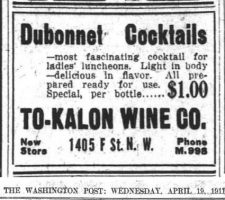 Dubonnet Cocktails
—most fascinating cocktail for
ladies' luncheons. Light in body
—delicious in flavor. All pre-
pared ready for use. $1.00
Special, per bottle......
TO-KALON WINE CO.
New Store 1405 F St. N. W. Phone M. 998
THE WASHINGTON POST: WEDNESDAY, APRIL 19, 1911